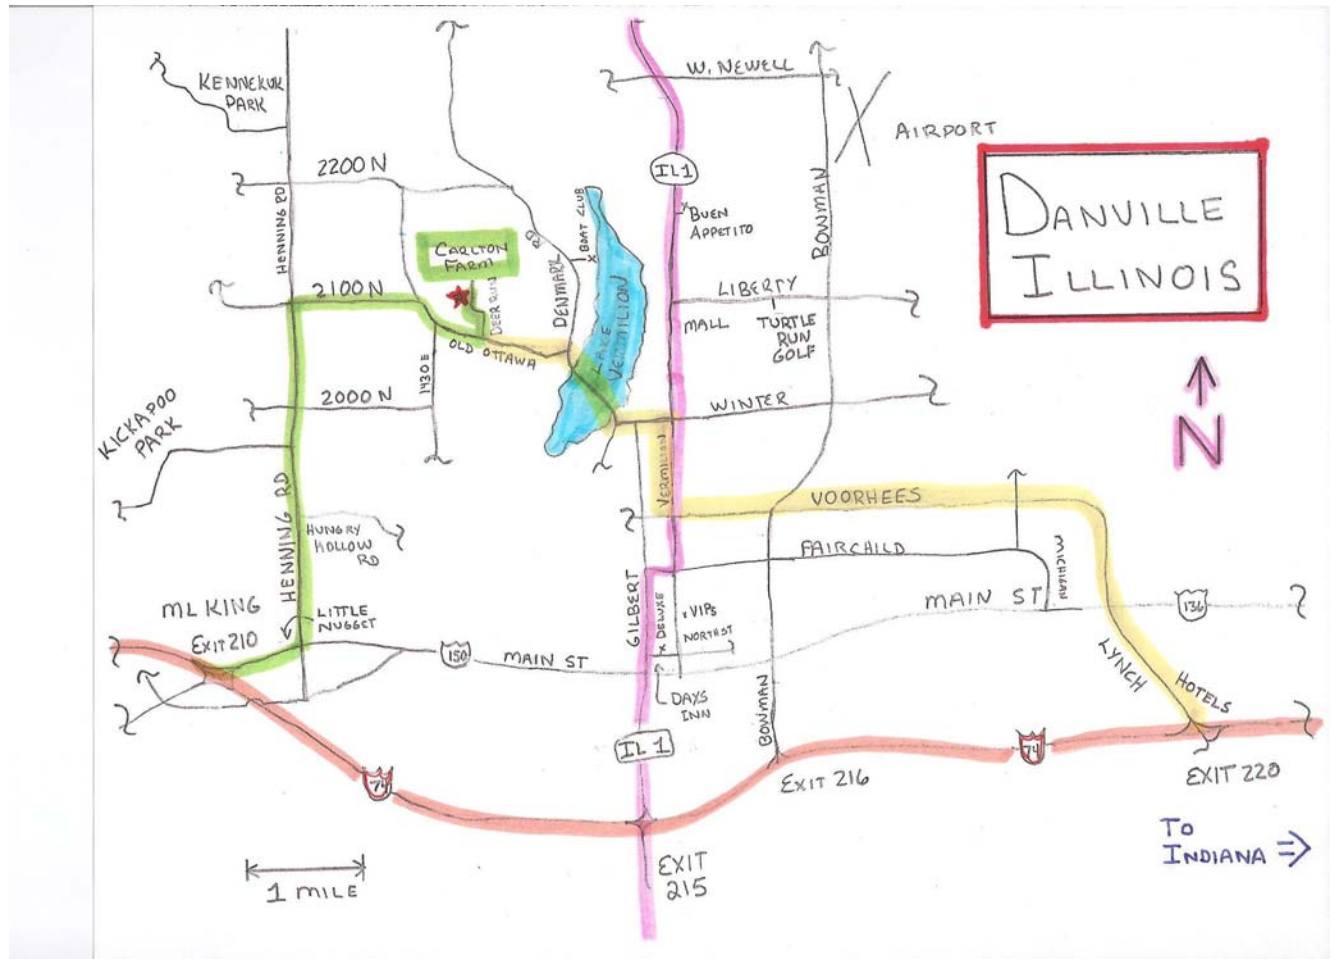 W. NEWELL
KENNEKUK
PARK
AIRPORT
2200 N
IL 1
DANVILLE
ILLINOIS
HENNING RD
BOAT CLUB
BUEN
APPETITO
BOWMAN
CARLTON
FARM
DENMARK
2100 N
DEER RUN
LAKE
VERMILION
LIBERTY
MALL
TURTLE
RUN
GOLF
OLD OTTAWA
1430 E
2000 N
WINTER
N
KICKAPOO
PARK
VERMILION
VOORHEES
HENNING RD
HUNGRY
HOLLOW
RD
FAIRCHILD
MICHIGAN
GILBERT
ML KING
EXIT 210
LITTLE
NUGGET
X DELUXE
VIPs
NORTH ST
MAIN ST
136
150
MAIN ST
LYNCH
HOTELS
DAYS
INN
BOWMAN
IL 1
74
74
EXIT 216
EXIT 220
TO
INDIANA
1 MILE
EXIT
215